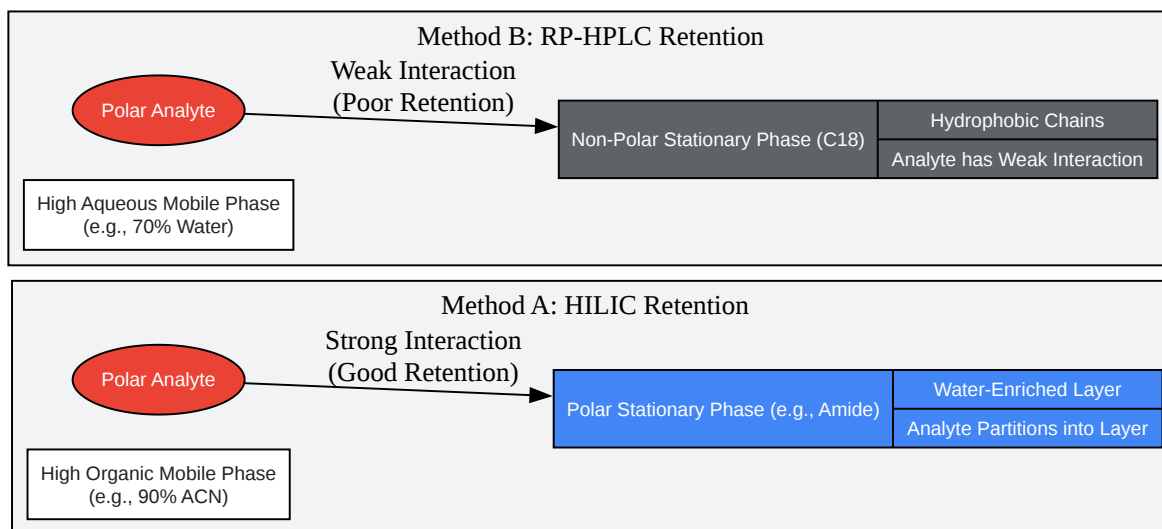 Method B: RP-HPLC Retention
Weak Interaction
(Poor Retention)
Polar Analyte
Non-Polar Stationary Phase (C18)
Hydrophobic Chains
Analyte has Weak Interaction
High Aqueous Mobile Phase
(e.g., 70% Water)
Method A: HILIC Retention
Strong Interaction
(Good Retention)
Polar Analyte
Polar Stationary Phase (e.g., Amide)
Water-Enriched Layer
Analyte Partitions into Layer
High Organic Mobile Phase
(e.g., 90% ACN)